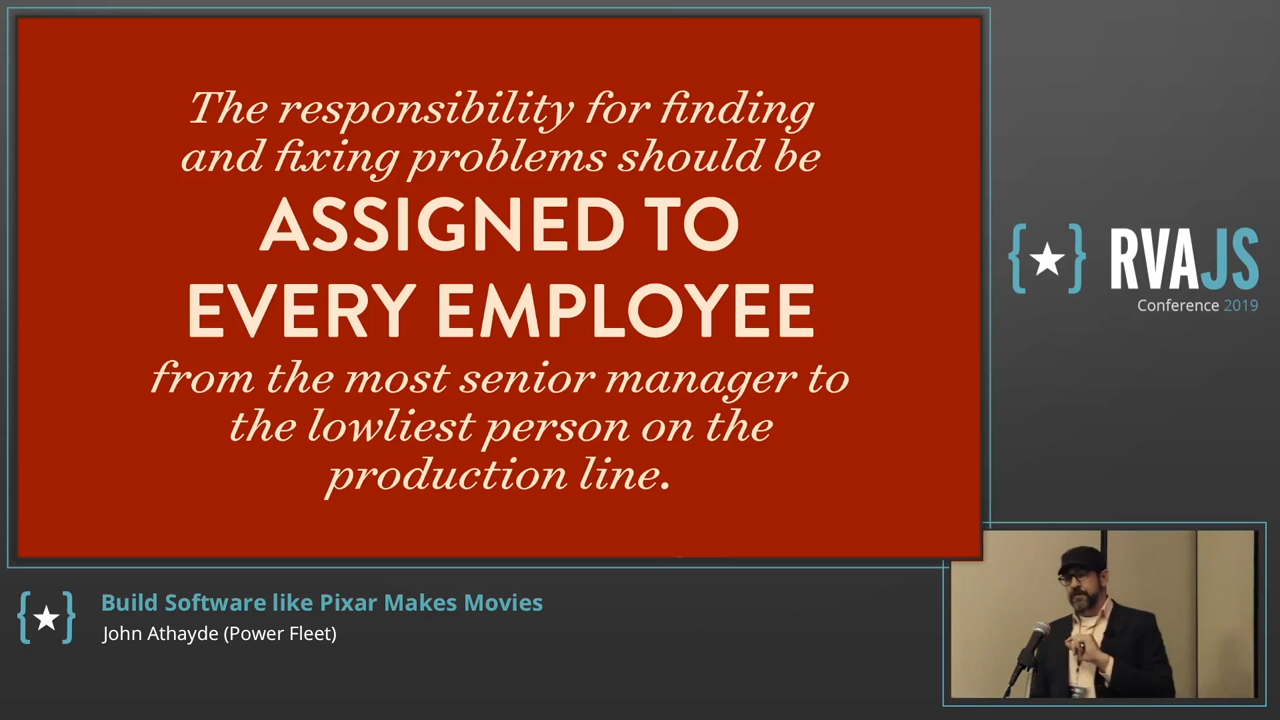 The responsibility for finding
and fixing problems should be
ASSIGNED TO
EVERY EMPLOYEE
from the most senior manager to
the lowliest person on the
production line.
{★} RVAJS
Conference 2019
{★} Build Software like Pixar Makes Movies
John Athayde (Power Fleet)